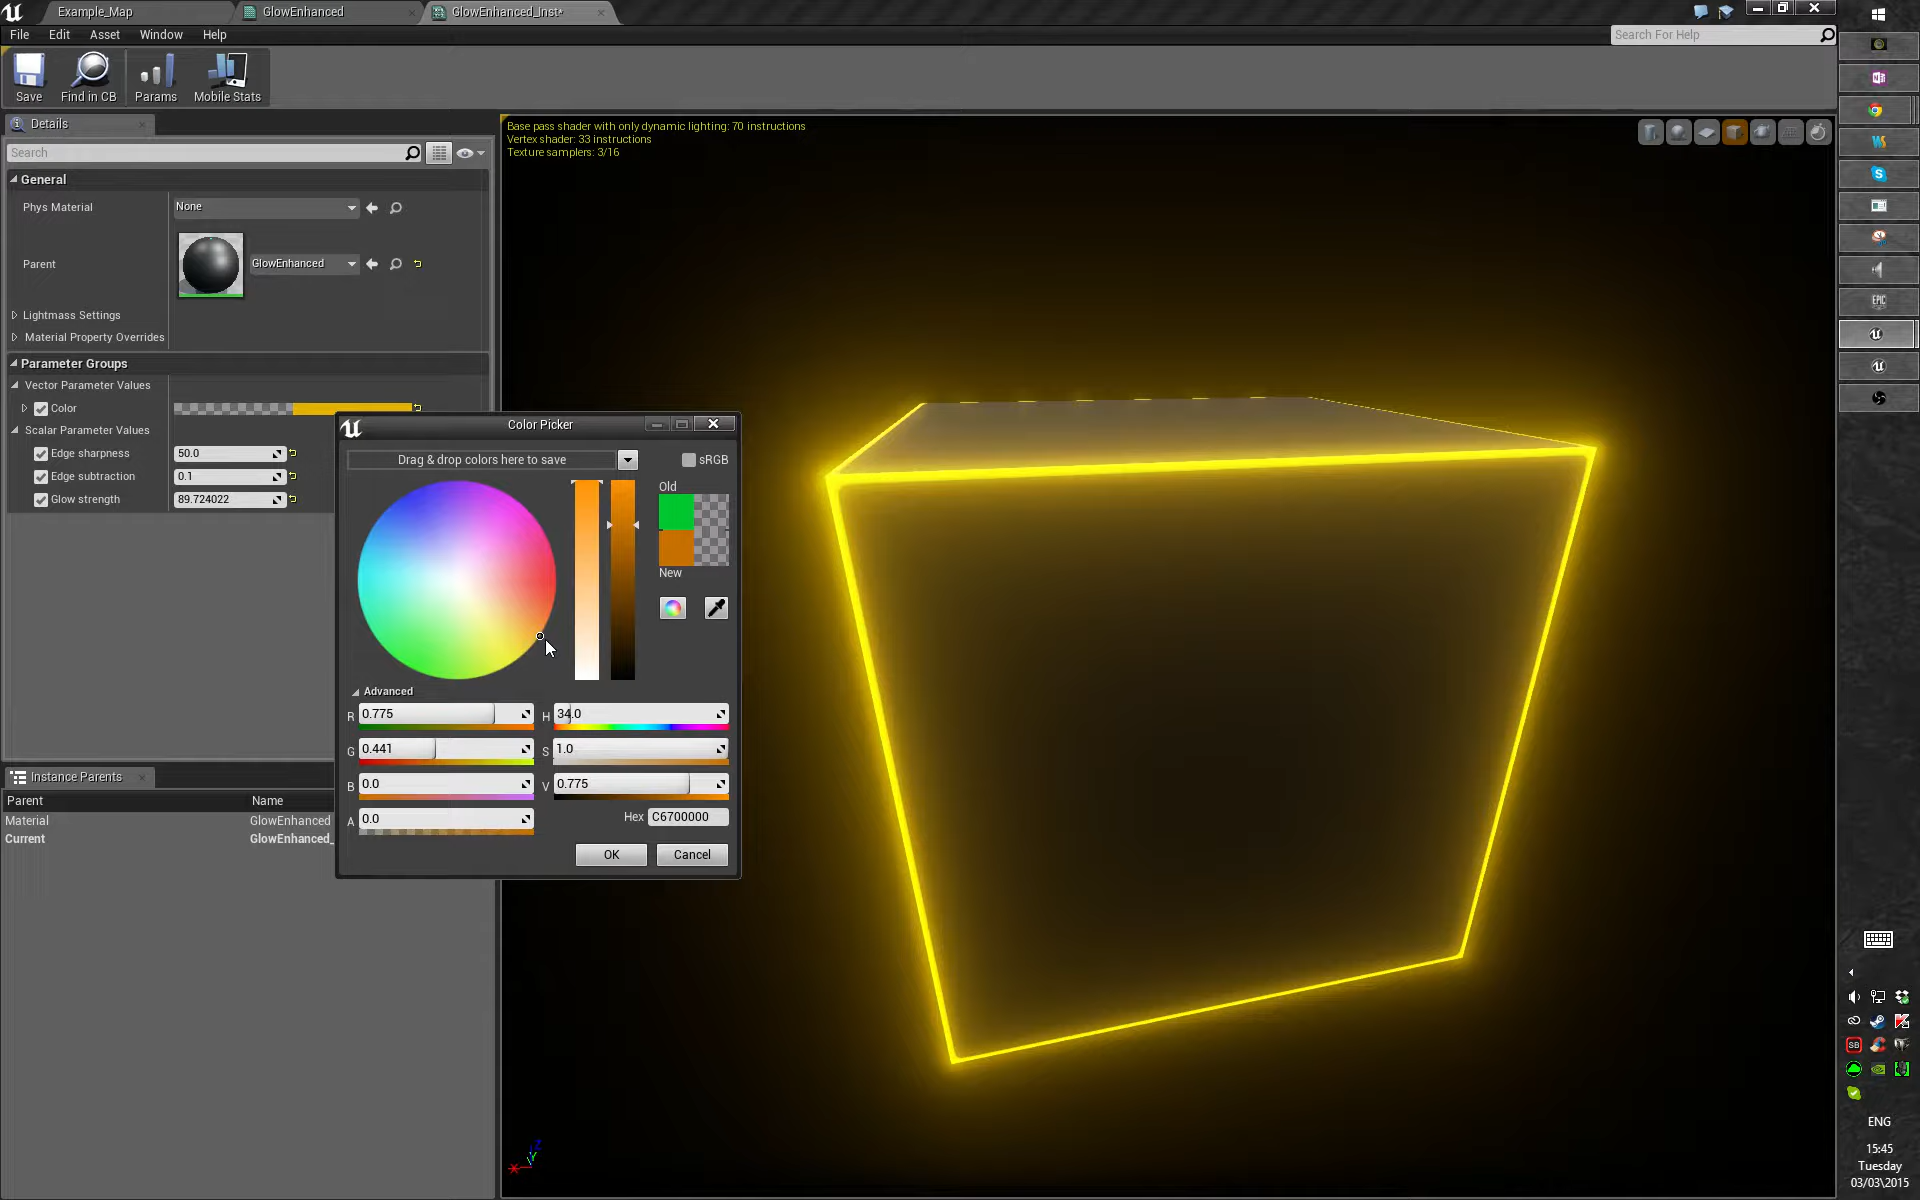 Example_Map
GlowEnhanced
GlowEnhanced_Inst*
File Edit Asset Window Help
Search For Help
Save
Find in CB
Params
Mobile Stats
Details
Search
General
Phys Material
None
Parent
GlowEnhanced
Lightmass Settings
Material Property Overrides
Parameter Groups
Vector Parameter Values
Color
Scalar Parameter Values
Edge sharpness 50.0
Edge subtraction 0.1
Glow strength 89.724022
Instance Parents
Parent Name
Material GlowEnhanced
Current GlowEnhanced_
Base pass shader with only dynamic lighting: 70 instructions
Vertex shader: 33 instructions
Texture samplers: 3/16
Color Picker
Drag & drop colors here to save
sRGB
Old
New
Advanced
R 0.775 H 34.0
G 0.441 S 1.0
B 0.0 V 0.775
A 0.0 Hex C6700000
OK Cancel
Z
Y
X
EPIC
SB
ENG
15:45
Tuesday
03/03\2015